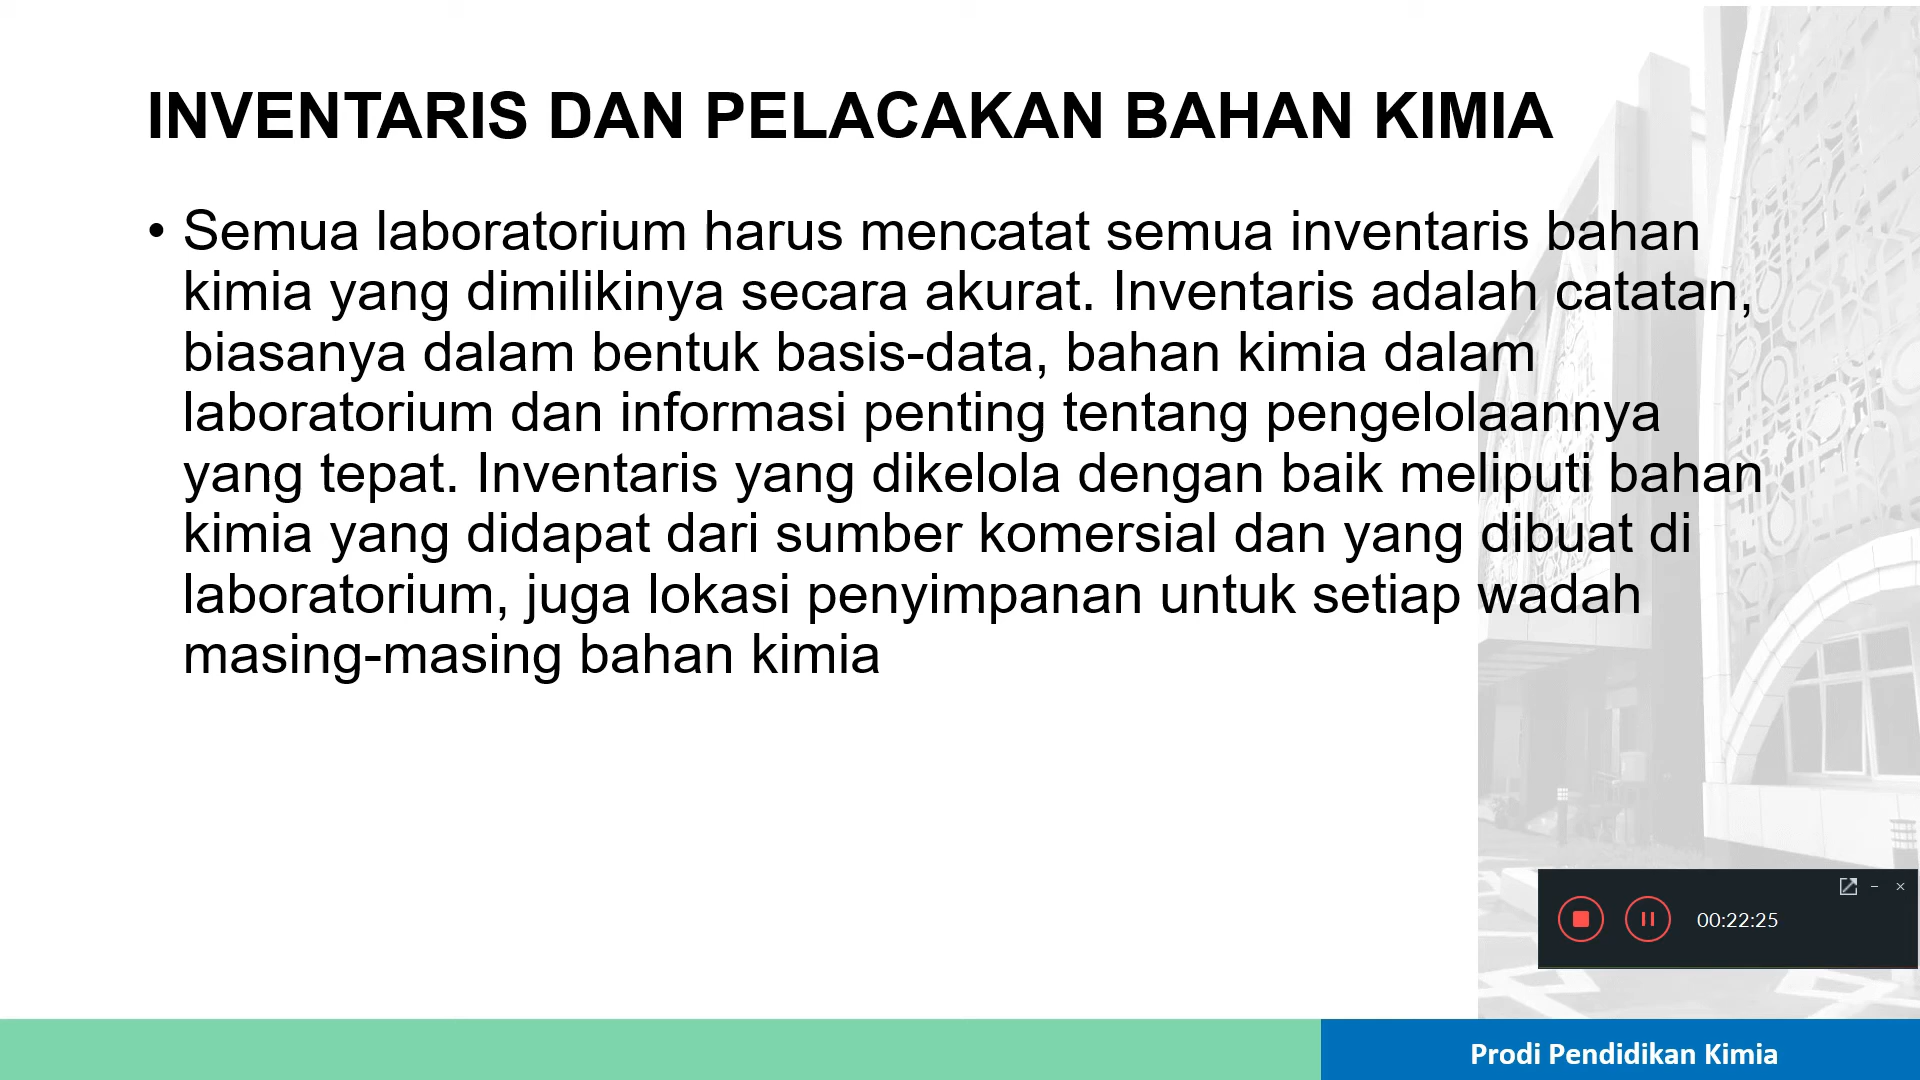 INVENTARIS DAN PELACAKAN BAHAN KIMIA
• Semua laboratorium harus mencatat semua inventaris bahan
kimia yang dimilikinya secara akurat. Inventaris adalah catatan,
biasanya dalam bentuk basis-data, bahan kimia dalam
laboratorium dan informasi penting tentang pengelolaannya
yang tepat. Inventaris yang dikelola dengan baik meliputi bahan
kimia yang didapat dari sumber komersial dan yang dibuat di
laboratorium, juga lokasi penyimpanan untuk setiap wadah
masing-masing bahan kimia
00:22:25
Prodi Pendidikan Kimia